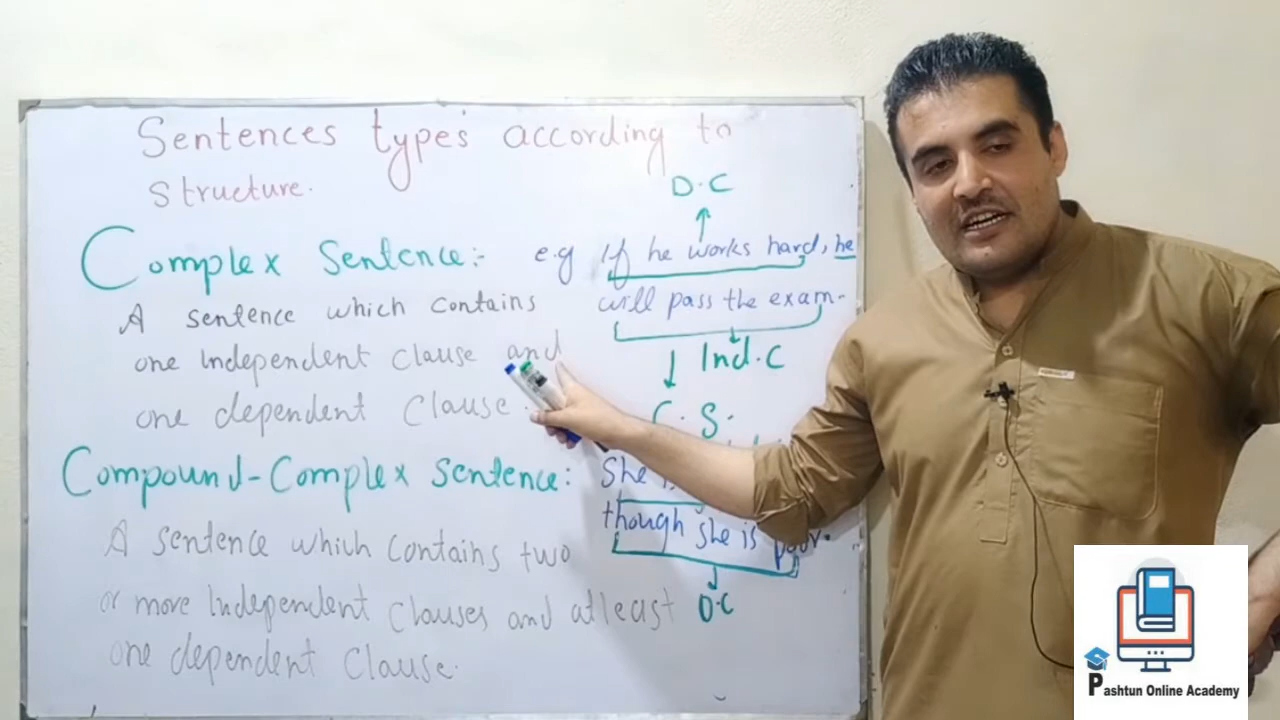 Sentences types according to
structure.
D.C
Complex Sentence:-
e.g If he works hard, he
will pass the exam.
A sentence which contains
one Independent clause and
one dependent clause.
Ind.C
C.S.
Compound-Complex sentence:
She
though she is poor.
D.C
A sentence which contains two
or more Independent clauses and atleast
one dependent clause.
Pashtun Online Academy